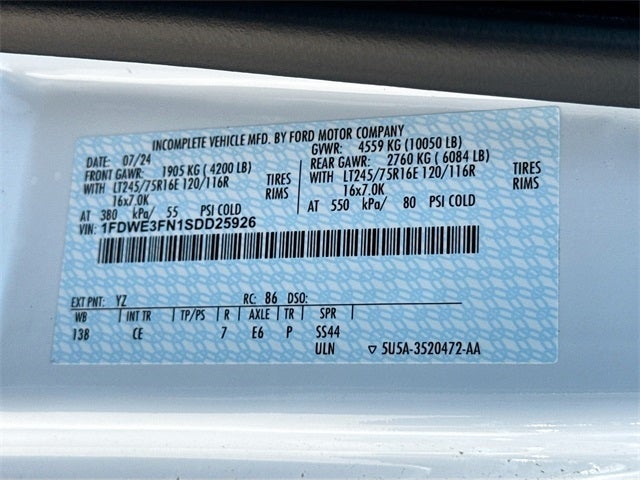 INCOMPLETE VEHICLE MFD. BY FORD MOTOR COMPANY
DATE: 07/24 GVWR: 4559 KG (10050 LB)
FRONT GAWR: 1905 KG ( 4200 LB) REAR GAWR: 2760 KG ( 6084 LB)
WITH LT245/75R16E 120/116R TIRES WITH LT245/75R16E 120/116R TIRES
16x7.0K RIMS 16x7.0K RIMS
AT 380 kPa/ 55 PSI COLD AT 550 kPa/ 80 PSI COLD
VIN: 1FDWE3FN1SDD25926
EXT PNT: YZ RC: 86 DSO:
WB INT TR TP/PS R AXLE TR SPR
138 CE 7 E6 P SS44
ULN ▽ 5U5A-3520472-AA